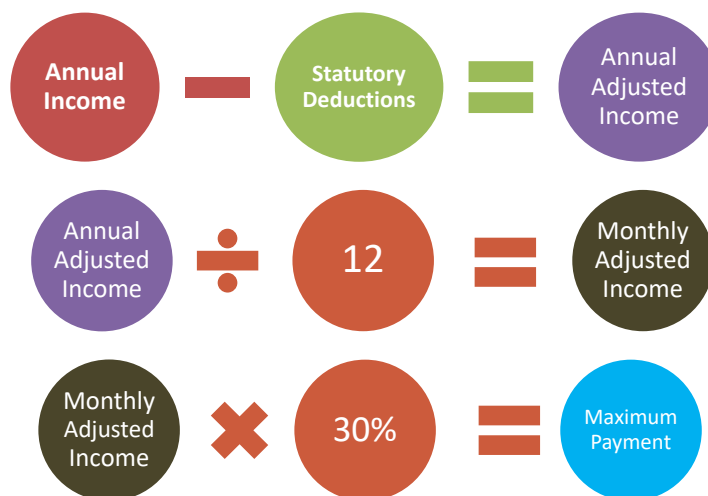 Annual
Income
Statutory
Deductions
Annual
Adjusted
Income
Annual
Adjusted
Income
12
Monthly
Adjusted
Income
Monthly
Adjusted
Income
30%
Maximum
Payment